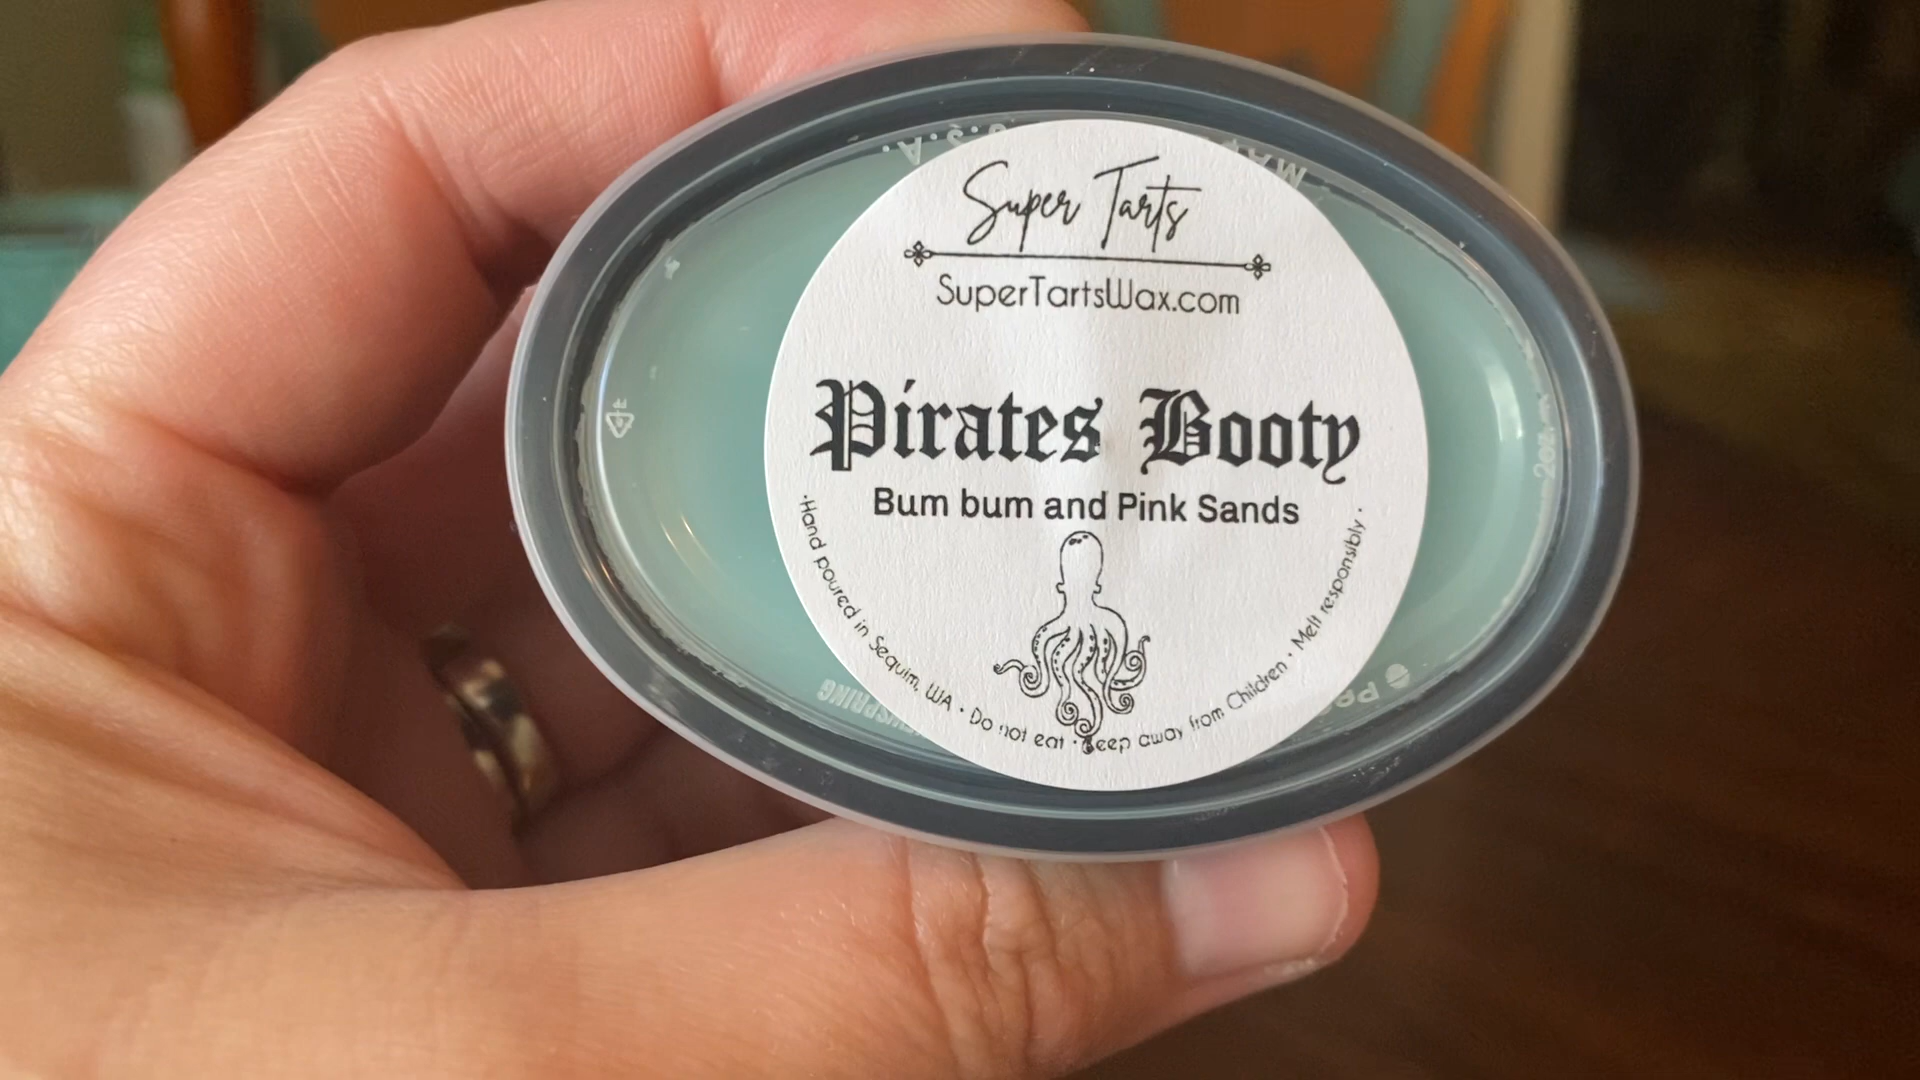 Super Tarts
SuperTartsWax.com
Pirates Booty
Bum bum and Pink Sands
·Hand poured in Sequim, WA · Do not eat · Keep away from Children · Melt responsibly ·
U.S.A.
2oz.